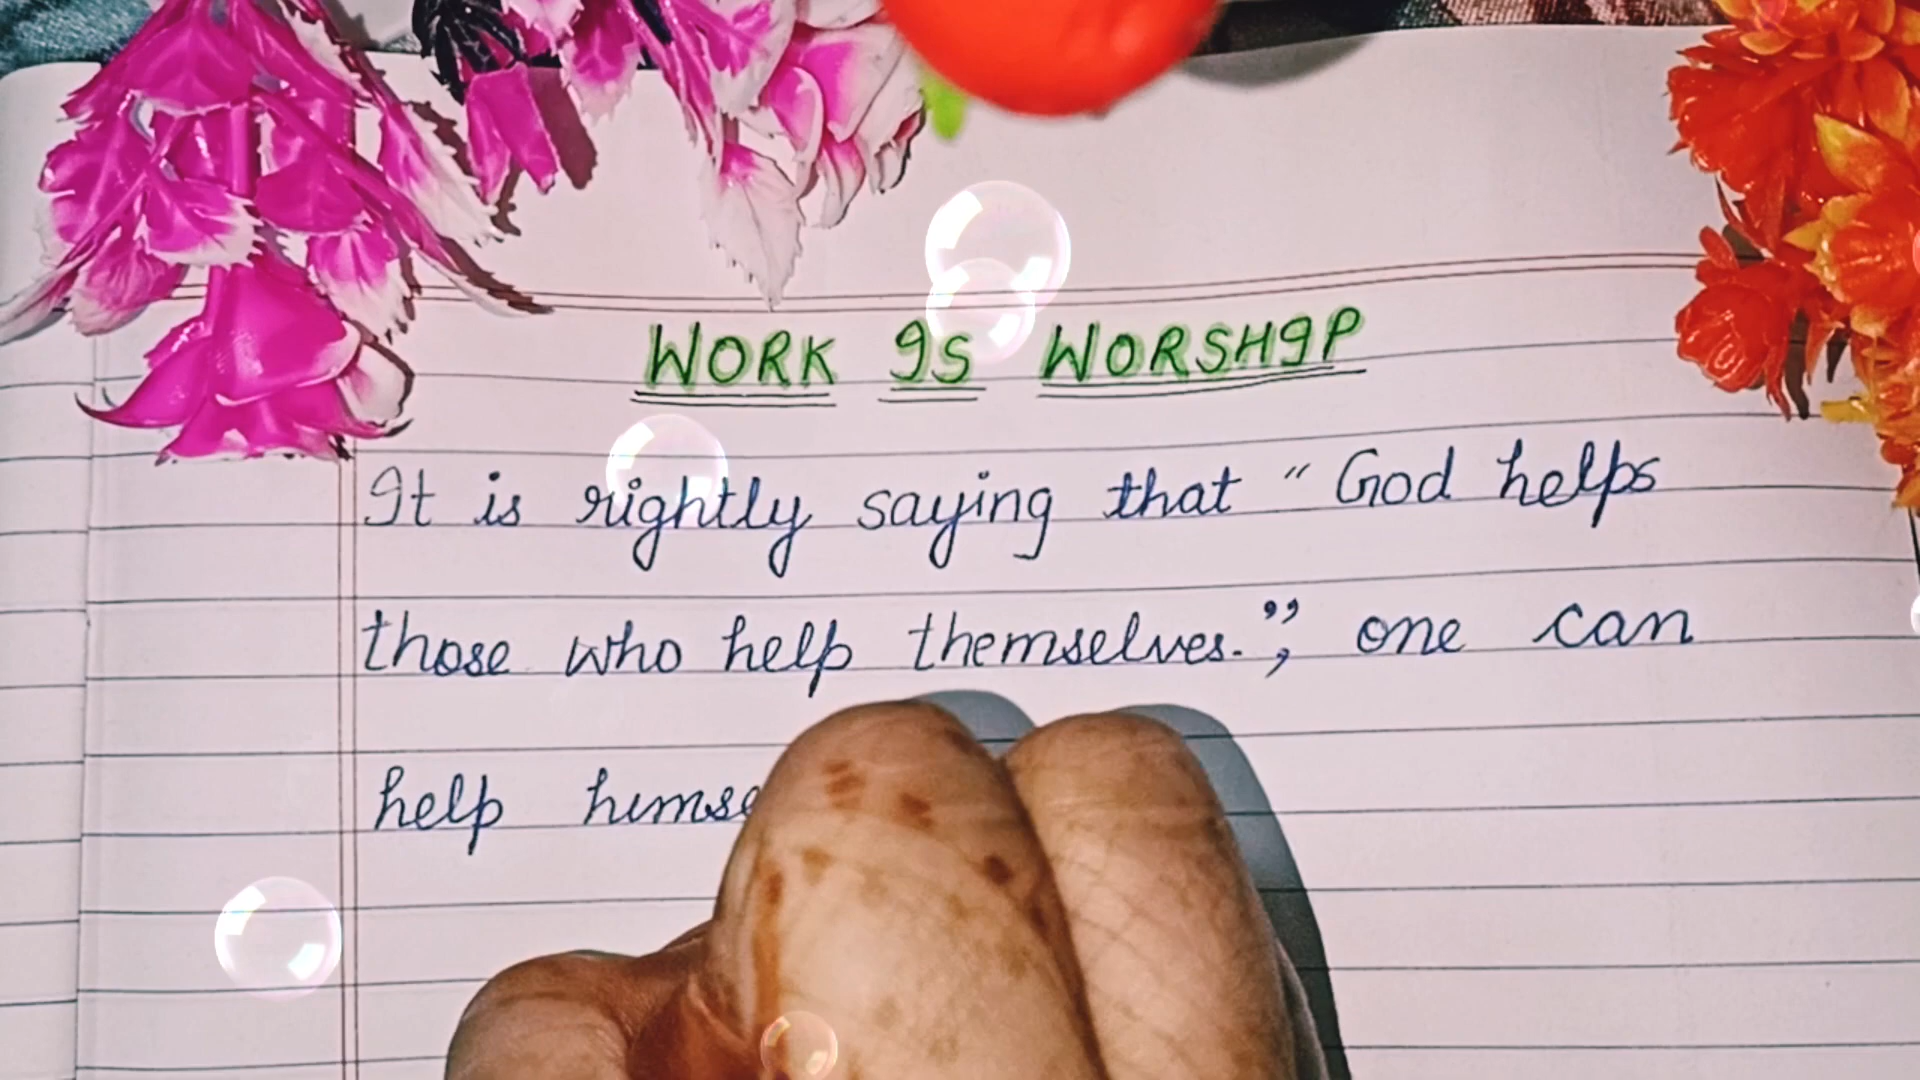 WORK IS WORSHIP
It is rightly saying that "God helps
those who help themselves.", one can
help